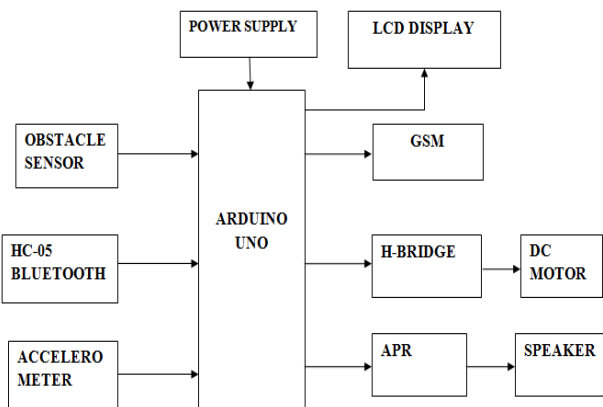 POWER SUPPLY
LCD DISPLAY
OBSTACLE
SENSOR
GSM
ARDUINO
UNO
HC-05
BLUETOOTH
H-BRIDGE
DC
MOTOR
ACCELERO
METER
APR
SPEAKER